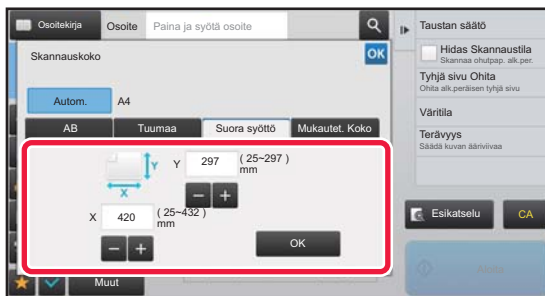 Osoitekirja
Osoite
Paina ja syötä osoite
Taustan säätö
Skannauskoko
OK
Hidas Skannaustila
Skannaa ohutpap. alk.per.
Tyhjä sivu Ohita
Ohita alk.peräisen tyhjä sivu
Autom.
A4
Väritila
AB
Tuumaa
Suora syöttö
Mukautet. Koko
Terävyys
Säädä kuvan ääriviivaa
Y
Y
297
( 25~297 )
mm
X
X
420
( 25~432 )
mm
OK
Esikatselu
CA
Muut